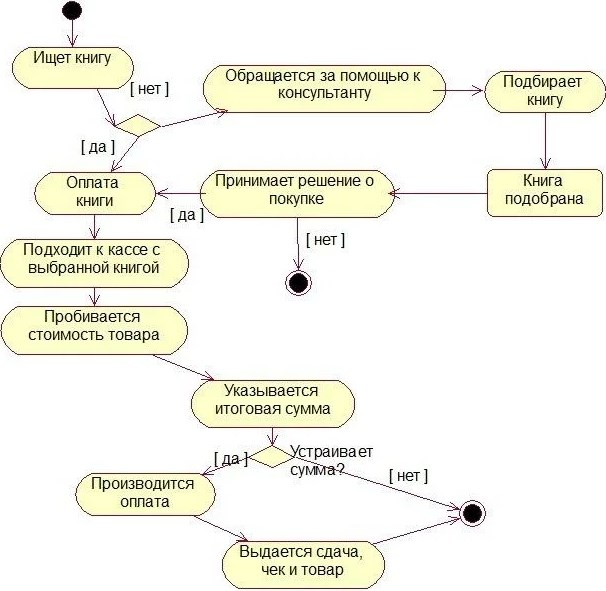 Ищет книгу
[ нет ]
Обращается за помощью к
консультанту
Подбирает
книгу
[ да ]
Оплата
книги
[ да ]
Принимает решение о
покупке
Книга
подобрана
[ нет ]
Подходит к кассе с
выбранной книгой
Пробивается
стоимость товара
Указывается
итоговая сумма
[ да ]
Устраивает
сумма?
[ нет ]
Производится
оплата
Выдается сдача,
чек и товар